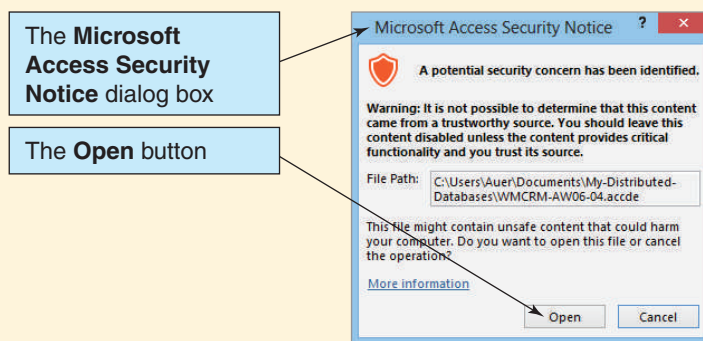 The Microsoft
Access Security
Notice dialog box
The Open button
Microsoft Access Security Notice
?
×
A potential security concern has been identified.
Warning: It is not possible to determine that this content
came from a trustworthy source. You should leave this
content disabled unless the content provides critical
functionality and you trust its source.
File Path:
C:\Users\Auer\Documents\My-Distributed-
Databases\WMCRM-AW06-04.accde
This file might contain unsafe content that could harm
your computer. Do you want to open this file or cancel
the operation?
More information
Open
Cancel